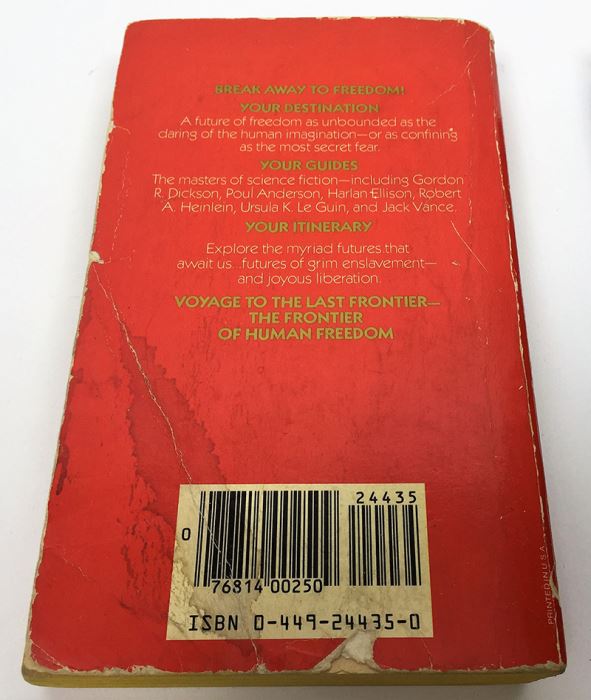 BREAK AWAY TO FREEDOM!
YOUR DESTINATION
A future of freedom as unbounded as the
daring of the human imagination—or as confining
as the most secret fear.
YOUR GUIDES
The masters of science fiction—including Gordon
R. Dickson, Poul Anderson, Harlan Ellison, Robert
A. Heinlein, Ursula K. Le Guin, and Jack Vance.
YOUR ITINERARY
Explore the myriad futures that
await us...futures of grim enslavement—
and joyous liberation.
VOYAGE TO THE LAST FRONTIER—
THE FRONTIER
OF HUMAN FREEDOM
24435
0
76814 00250
ISBN 0-449-24435-0
PRINTED IN U.S.A.